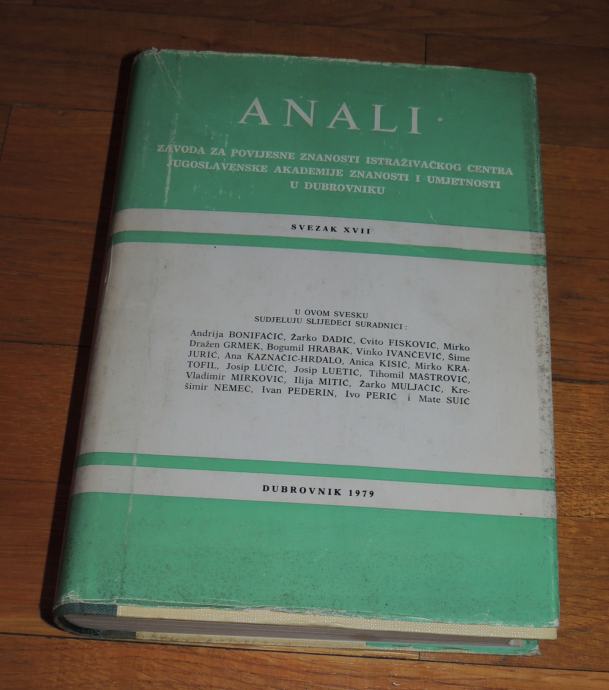 ANALI
ZAVODA ZA POVIJESNE ZNANOSTI ISTRAŽIVAČKOG CENTRA
JUGOSLAVENSKE AKADEMIJE ZNANOSTI I UMJETNOSTI
U DUBROVNIKU
SVEZAK XVII
U OVOM SVESKU
SUDJELUJU SLIJEDEĆI SURADNICI:
Andrija BONIFAČIĆ, Žarko DADIĆ, Cvito FISKOVIĆ, Mirko
Dražen GRMEK, Bogumil HRABAK, Vinko IVANČEVIĆ, Šime
JURIĆ, Ana KAZNAČIĆ-HRDALO, Anica KISIĆ, Mirko KRA-
TOFIL, Josip LUČIĆ, Josip LUETIĆ, Tihomil MAŠTROVIĆ,
Vladimir MIRKOVIĆ, Ilija MITIĆ, Žarko MULJAČIĆ, Kre-
šimir NEMEC, Ivan PEDERIN, Ivo PERIĆ i Mate SUIĆ
DUBROVNIK 1979